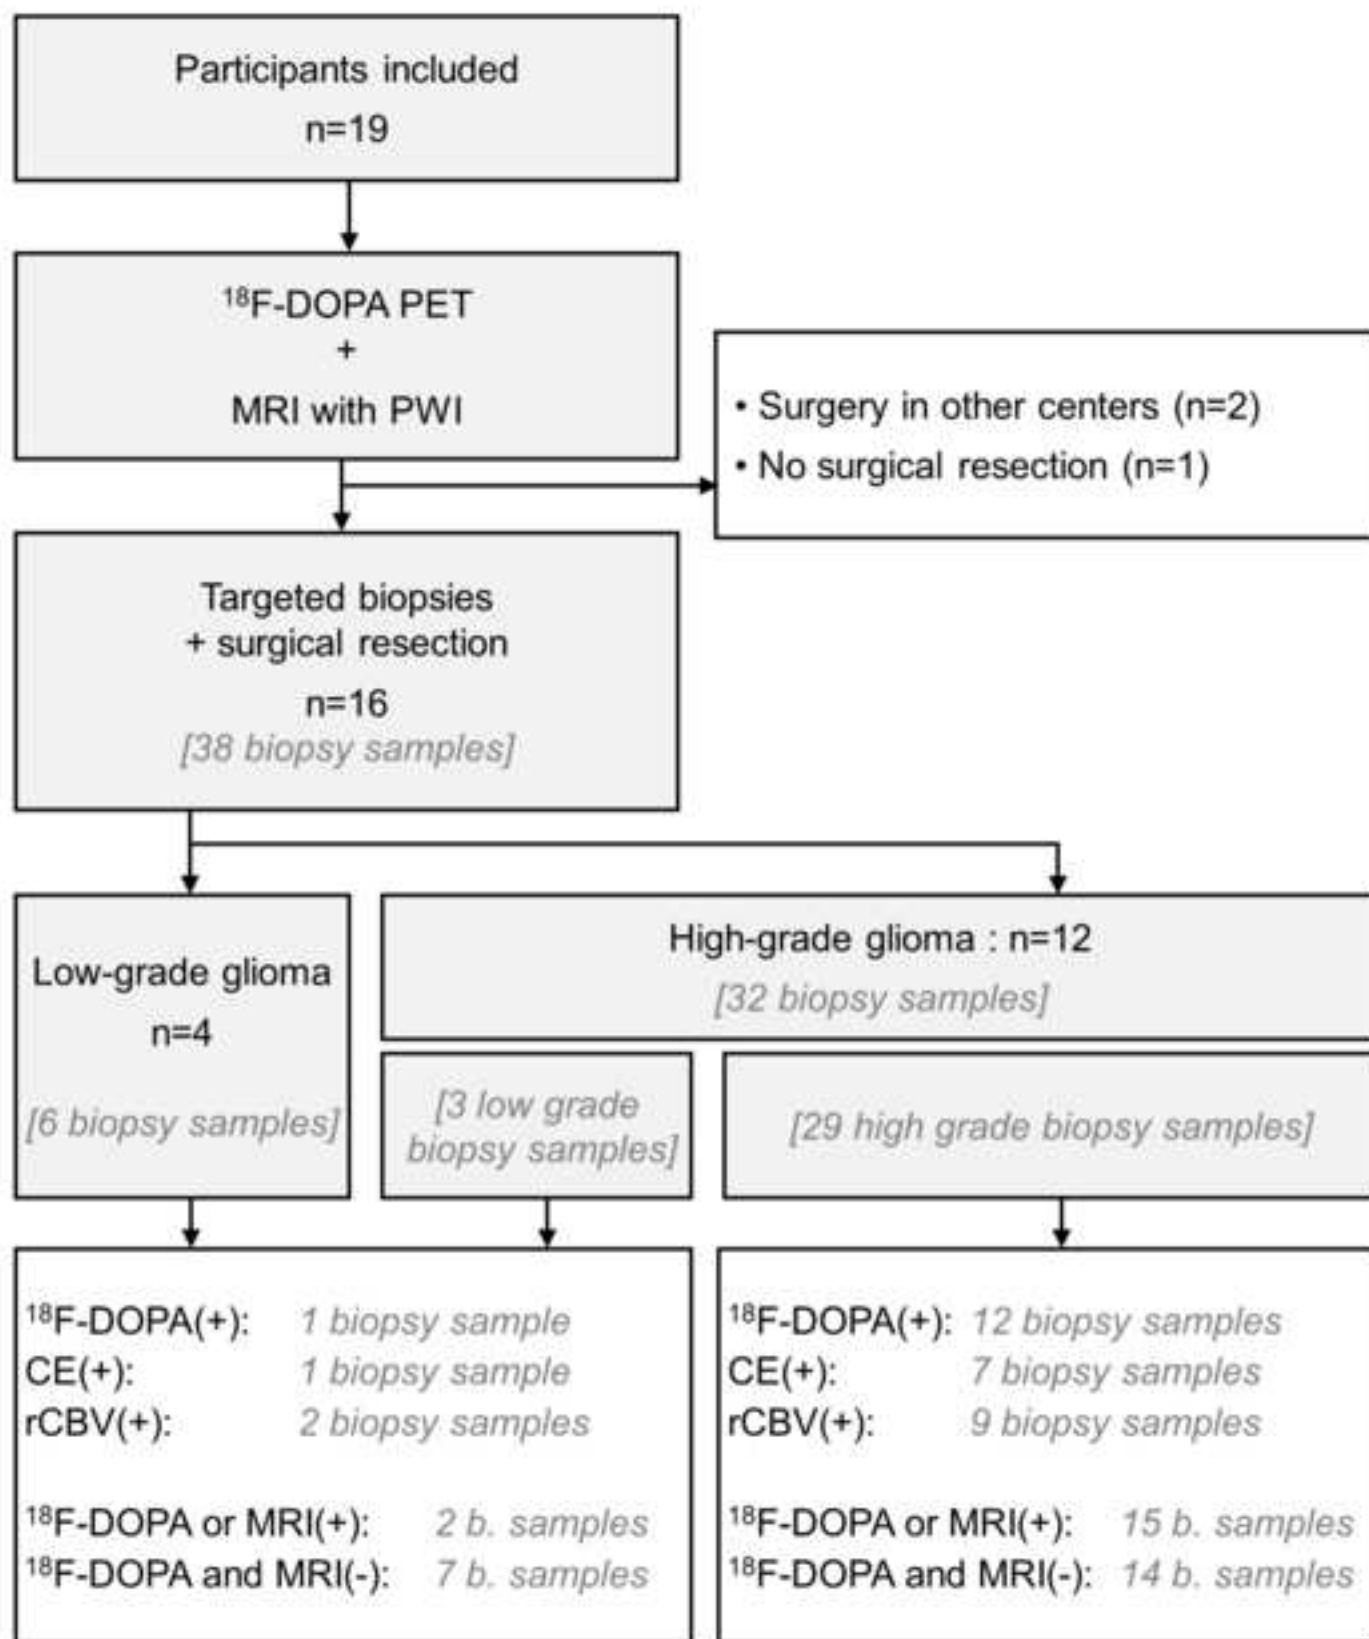 Participants included
n=19
¹⁸F-DOPA PET
+
MRI with PWI
• Surgery in other centers (n=2)
• No surgical resection (n=1)
Targeted biopsies
+ surgical resection
n=16
[38 biopsy samples]
Low-grade glioma
n=4
[6 biopsy samples]
High-grade glioma : n=12
[32 biopsy samples]
[3 low grade
biopsy samples]
[29 high grade biopsy samples]
¹⁸F-DOPA(+): 1 biopsy sample
CE(+): 1 biopsy sample
rCBV(+): 2 biopsy samples
¹⁸F-DOPA or MRI(+): 2 b. samples
¹⁸F-DOPA and MRI(-): 7 b. samples
¹⁸F-DOPA(+): 12 biopsy samples
CE(+): 7 biopsy samples
rCBV(+): 9 biopsy samples
¹⁸F-DOPA or MRI(+): 15 b. samples
¹⁸F-DOPA and MRI(-): 14 b. samples